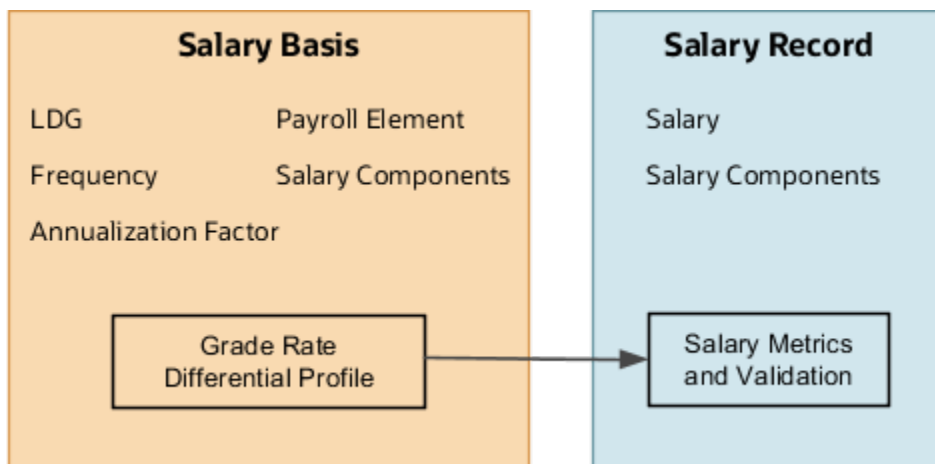 Salary Basis
LDG
Payroll Element
Frequency
Salary Components
Annualization Factor
Grade Rate
Differential Profile
Salary Record
Salary
Salary Components
Salary Metrics
and Validation